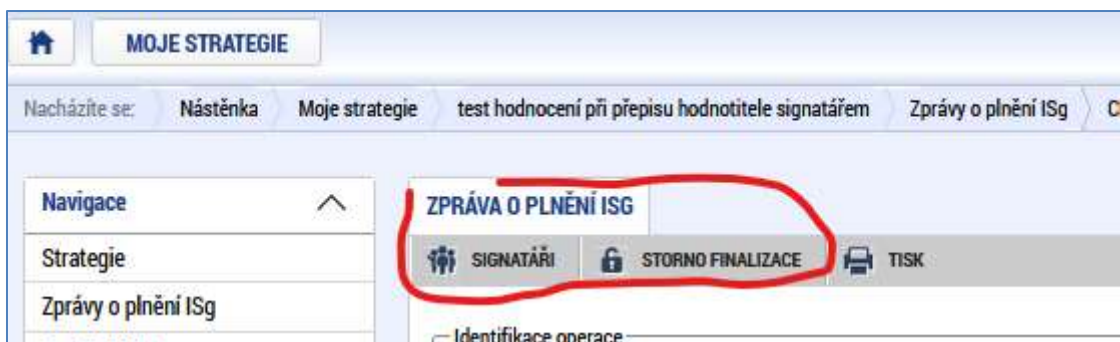 MOJE STRATEGIE
Nacházíte se: Nástěnka Moje strategie test hodnocení při přepisu hodnotitele signatářem Zprávy o plnění ISg
Navigace
Strategie
Zprávy o plnění ISg
ZPRÁVA O PLNĚNÍ ISG
SIGNATÁŘI STORNO FINALIZACE TISK
Identifikace operace